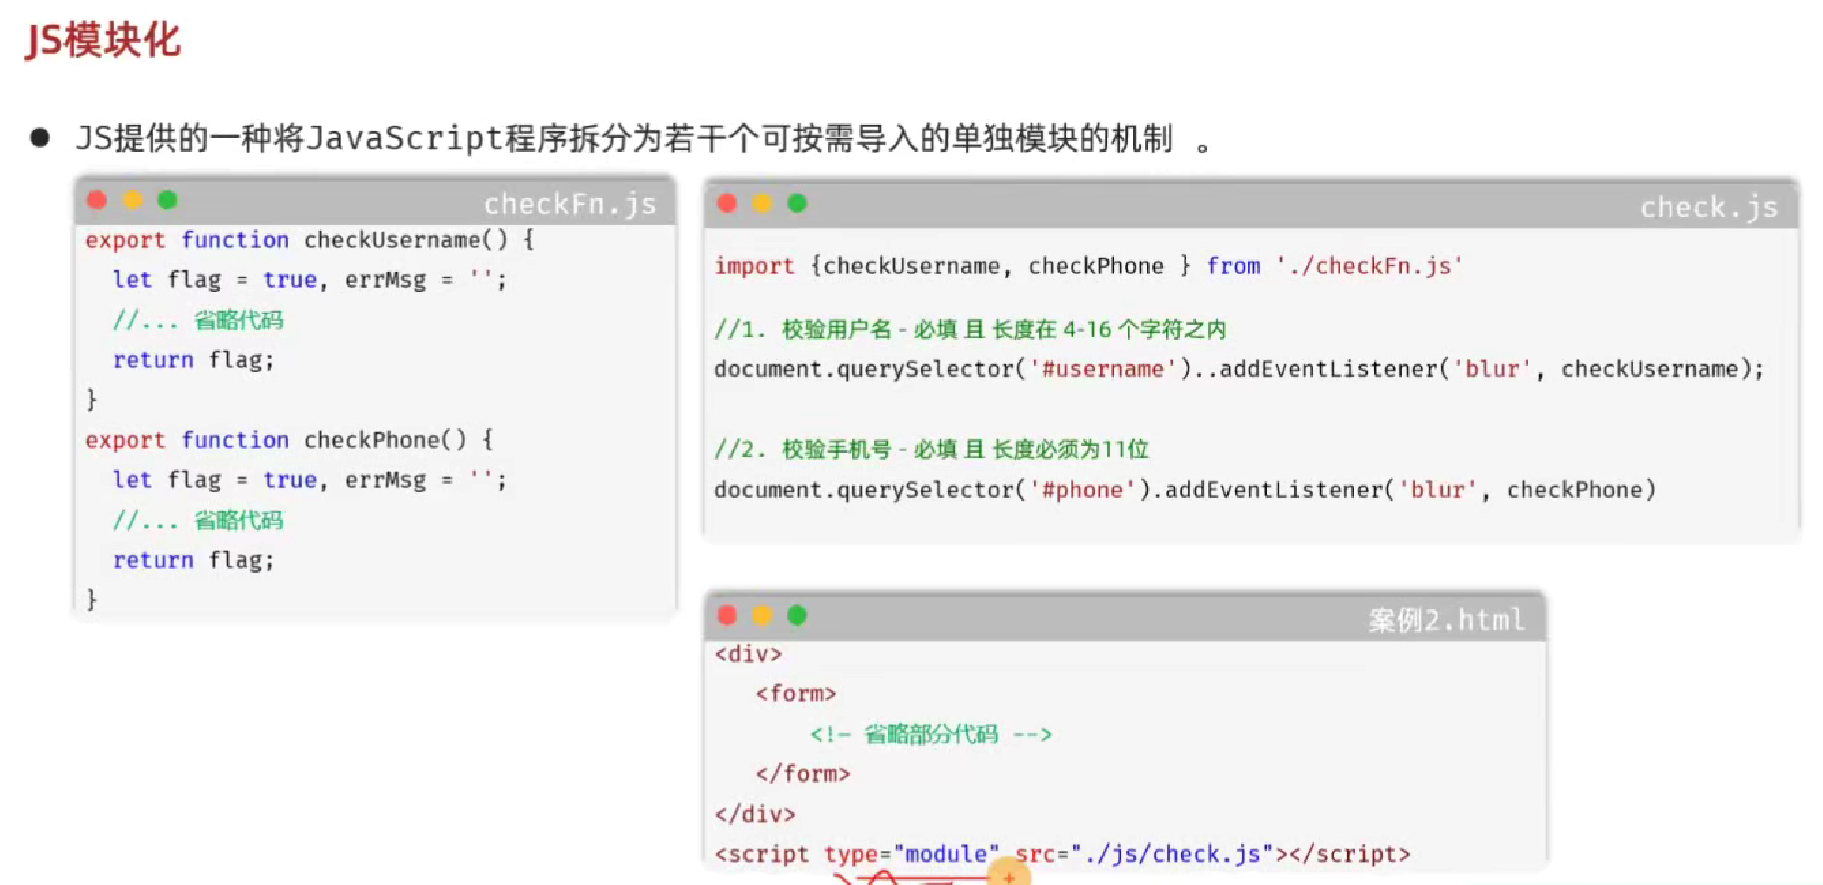 JS模块化
● JS提供的一种将JavaScript程序拆分为若干个可按需导入的单独模块的机制 。
checkFn.js
export function checkUsername() {
let flag = true, errMsg = '';
//... 省略代码
return flag;
}
export function checkPhone() {
let flag = true, errMsg = '';
//... 省略代码
return flag;
}
check.js
import {checkUsername, checkPhone } from './checkFn.js'
//1. 校验用户名 - 必填 且 长度在 4-16 个字符之内
document.querySelector('#username')..addEventListener('blur', checkUsername);
//2. 校验手机号 - 必填 且 长度必须为11位
document.querySelector('#phone').addEventListener('blur', checkPhone)
案例2.html
<div>
<form>
<!— 省略部分代码 -->
</form>
</div>
<script type="module" src="./js/check.js"></script>